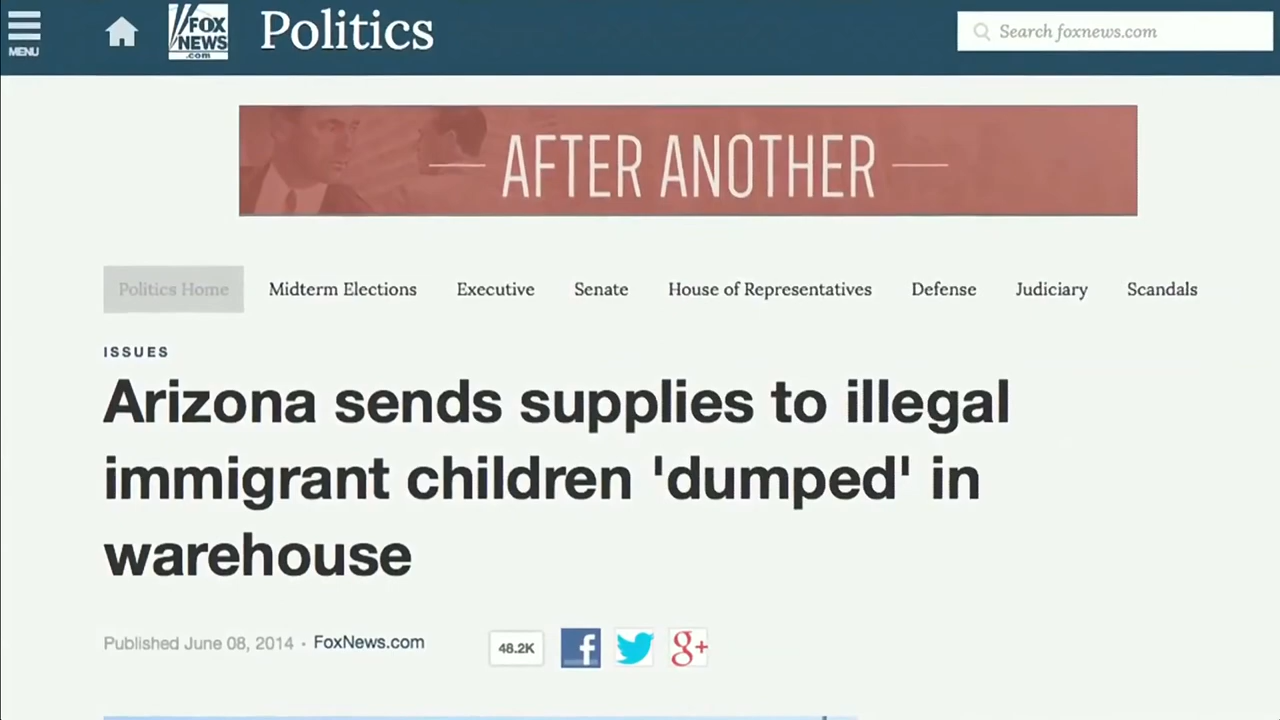 MENU
FOX
NEWS
.com
Politics
Search foxnews.com
AFTER ANOTHER
Politics Home Midterm Elections Executive Senate House of Representatives Defense Judiciary Scandals
ISSUES
Arizona sends supplies to illegal
immigrant children 'dumped' in
warehouse
Published June 08, 2014 · FoxNews.com 48.2K f g+